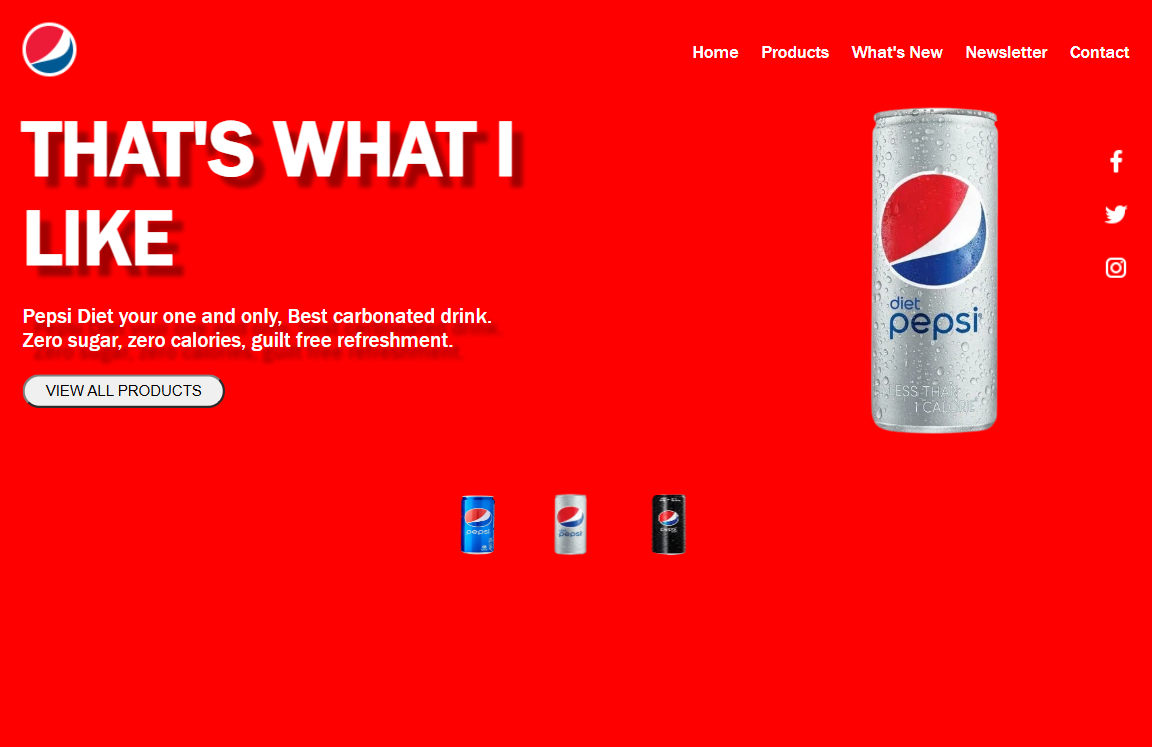 Home Products What's New Newsletter Contact
THAT'S WHAT I
LIKE
Pepsi Diet your one and only, Best carbonated drink.
Zero sugar, zero calories, guilt free refreshment.
VIEW ALL PRODUCTS
diet
pepsi
LESS THAN
1 CALORIE
pepsi
pepsi
pepsi